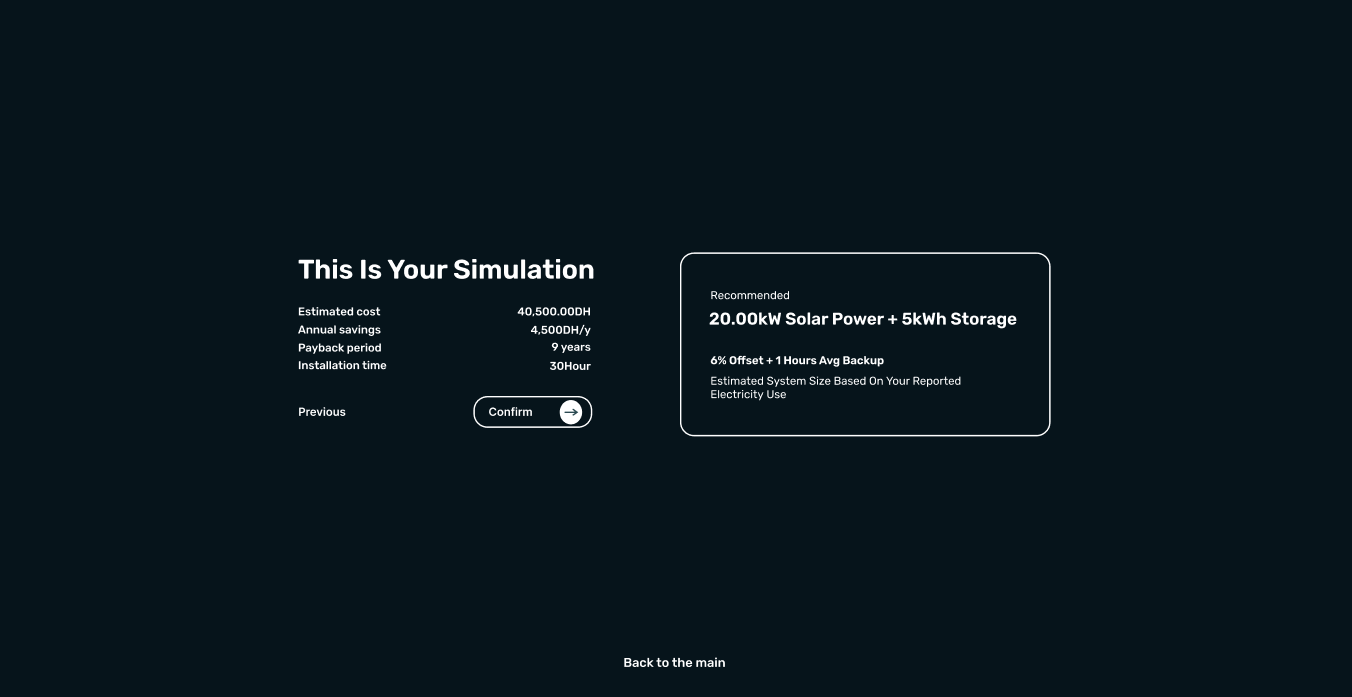 This Is Your Simulation
Estimated cost 40,500.00DH
Annual savings 4,500DH/y
Payback period 9 years
Installation time 30Hour
Previous Confirm
Recommended
20.00kW Solar Power + 5kWh Storage
6% Offset + 1 Hours Avg Backup
Estimated System Size Based On Your Reported
Electricity Use
Back to the main